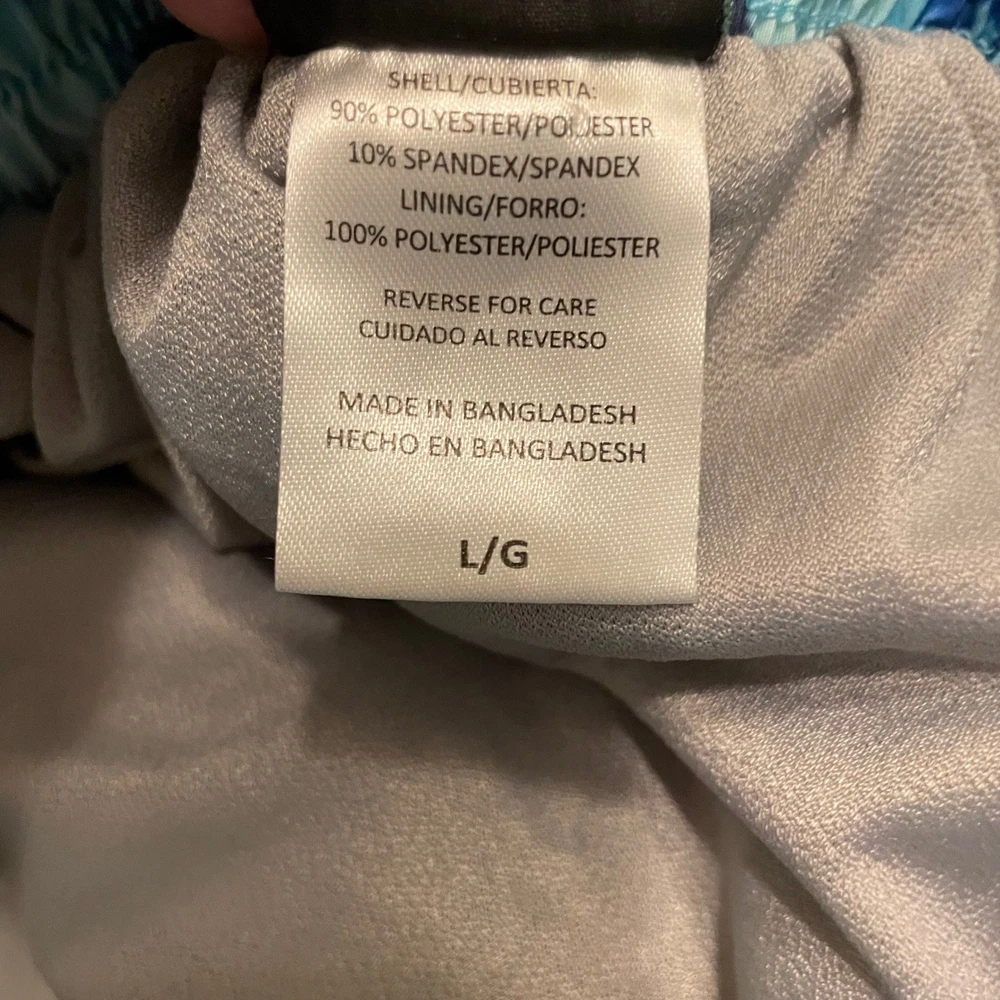 SHELL/CUBIERTA:
90% POLYESTER/POLIESTER
10% SPANDEX/SPANDEX
LINING/FORRO:
100% POLYESTER/POLIESTER
REVERSE FOR CARE
CUIDADO AL REVERSO
MADE IN BANGLADESH
HECHO EN BANGLADESH
L/G